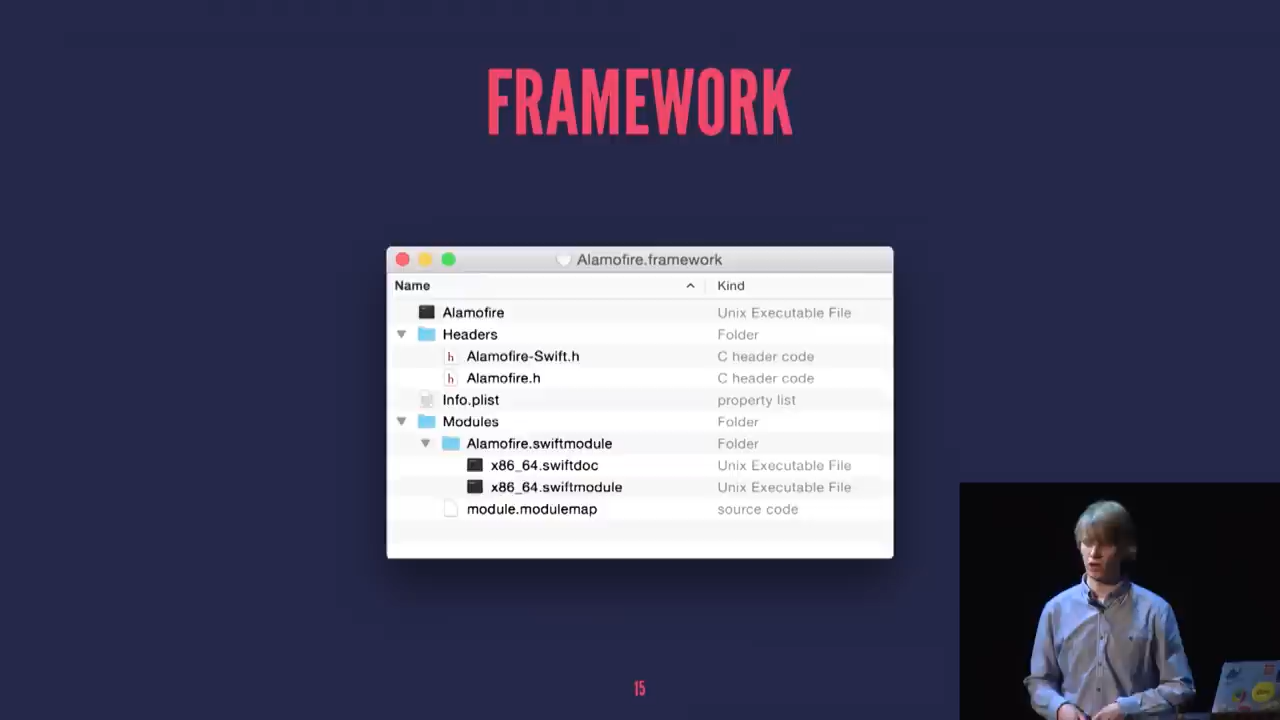 FRAMEWORK
Alamofire.framework
Name Kind
Alamofire Unix Executable File
Headers Folder
h Alamofire-Swift.h C header code
h Alamofire.h C header code
Info.plist property list
Modules Folder
Alamofire.swiftmodule Folder
x86_64.swiftdoc Unix Executable File
x86_64.swiftmodule Unix Executable File
module.modulemap source code
15